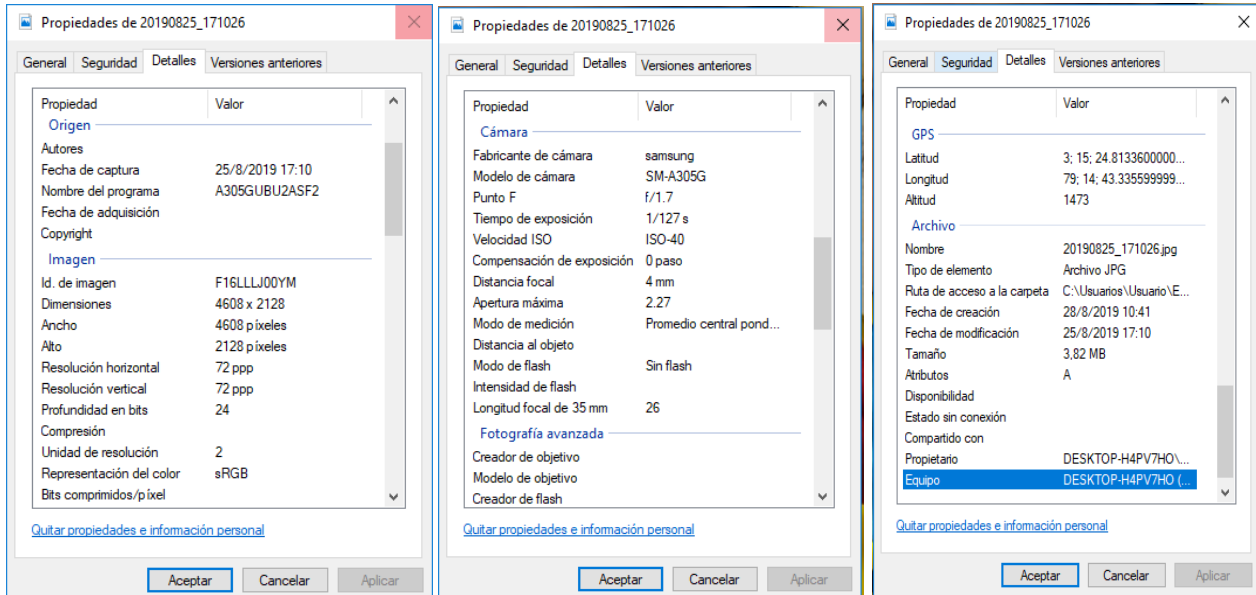 Propiedades de 20190825_171026
General Seguridad Detalles Versiones anteriores
Propiedad Valor
Origen
Autores
Fecha de captura 25/8/2019 17:10
Nombre del programa A305GUBU2ASF2
Fecha de adquisición
Copyright
Imagen
Id. de imagen F16LLLJ00YM
Dimensiones 4608 x 2128
Ancho 4608 píxeles
Alto 2128 píxeles
Resolución horizontal 72 ppp
Resolución vertical 72 ppp
Profundidad en bits 24
Compresión
Unidad de resolución 2
Representación del color sRGB
Bits comprimidos/píxel
Quitar propiedades e información personal
Aceptar Cancelar Aplicar
Propiedades de 20190825_171026
General Seguridad Detalles Versiones anteriores
Propiedad Valor
Cámara
Fabricante de cámara samsung
Modelo de cámara SM-A305G
Punto F f/1.7
Tiempo de exposición 1/127 s
Velocidad ISO ISO-40
Compensación de exposición 0 paso
Distancia focal 4 mm
Apertura máxima 2.27
Modo de medición Promedio central pond...
Distancia al objeto
Modo de flash Sin flash
Intensidad de flash
Longitud focal de 35 mm 26
Fotografía avanzada
Creador de objetivo
Modelo de objetivo
Creador de flash
Quitar propiedades e información personal
Aceptar Cancelar Aplicar
Propiedades de 20190825_171026
General Seguridad Detalles Versiones anteriores
Propiedad Valor
GPS
Latitud 3; 15; 24.8133600000...
Longitud 79; 14; 43.335599999...
Altitud 1473
Archivo
Nombre 20190825_171026.jpg
Tipo de elemento Archivo JPG
Ruta de acceso a la carpeta C:\Usuarios\Usuario\E...
Fecha de creación 28/8/2019 10:41
Fecha de modificación 25/8/2019 17:10
Tamaño 3,82 MB
Atributos A
Disponibilidad
Estado sin conexión
Compartido con
Propietario DESKTOP-H4PV7HO\...
Equipo DESKTOP-H4PV7HO (...
Quitar propiedades e información personal
Aceptar Cancelar Aplicar